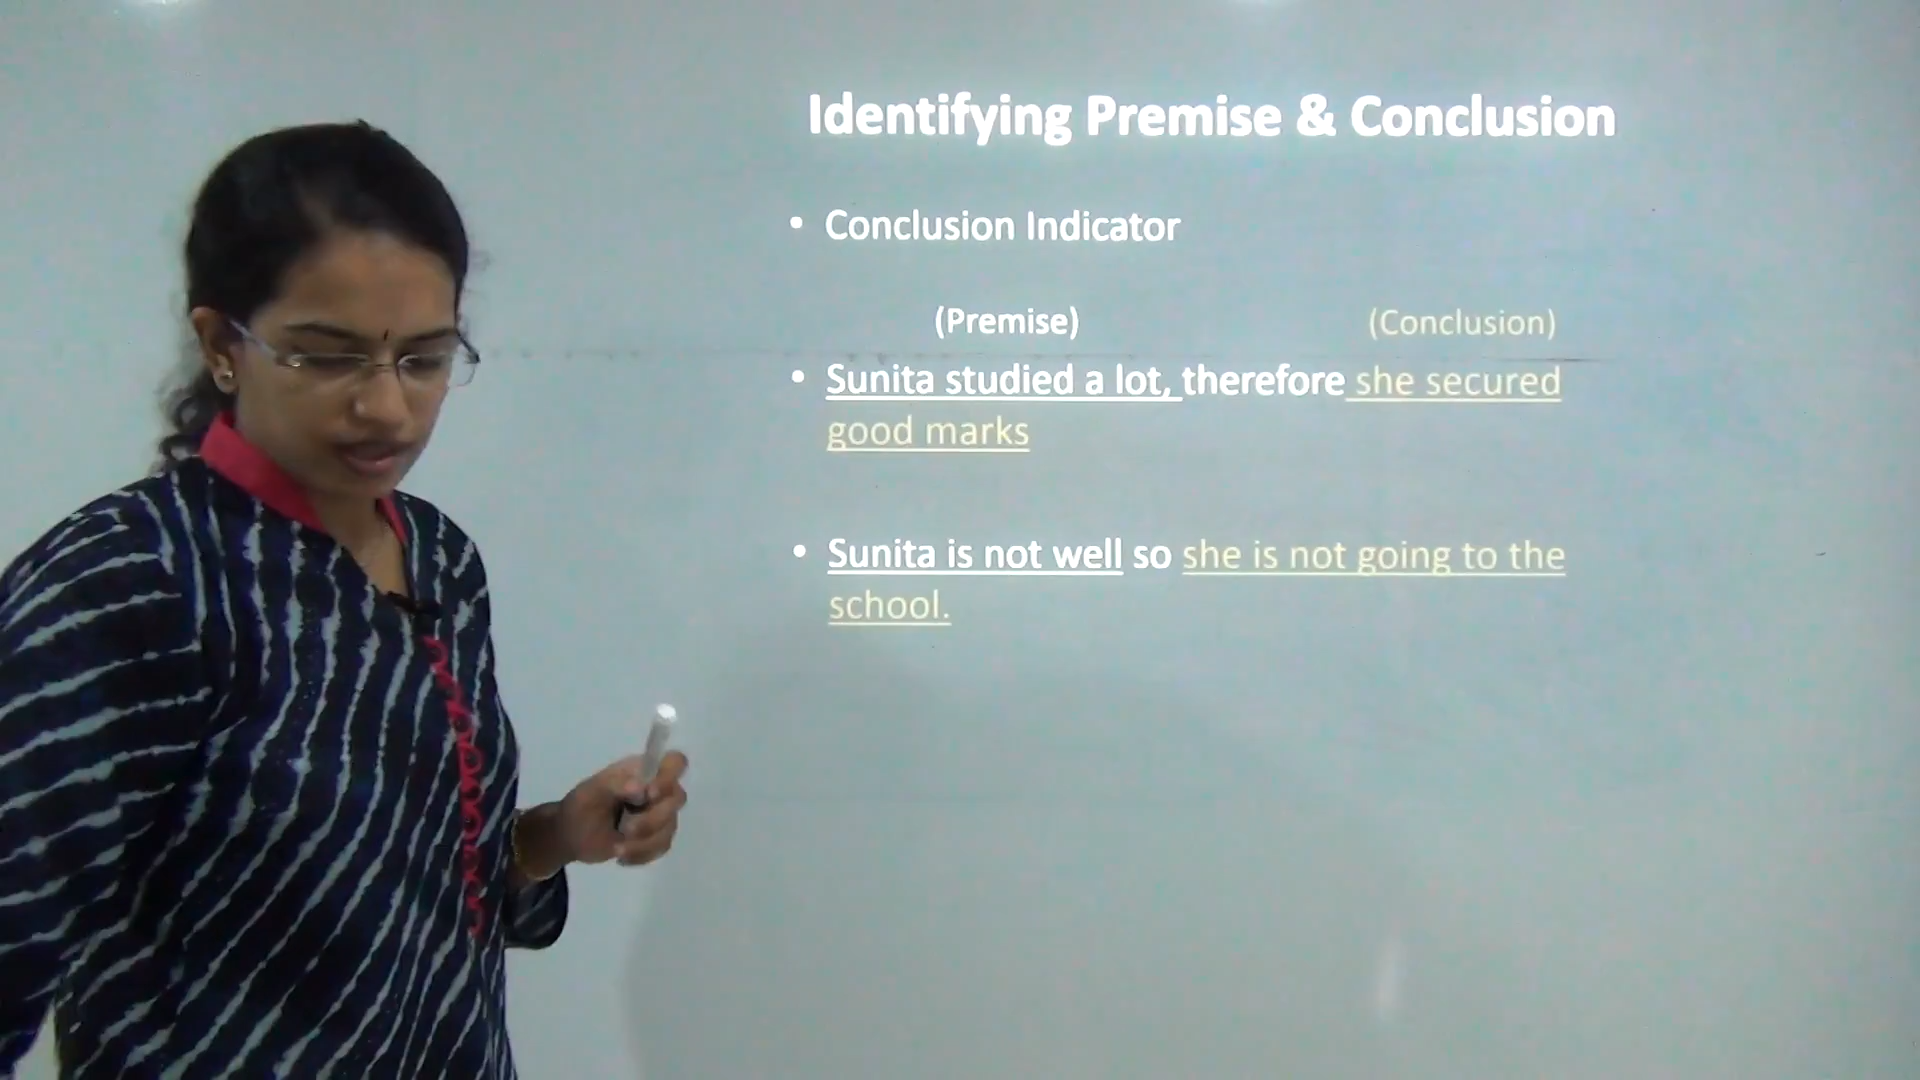 Identifying Premise & Conclusion
• Conclusion Indicator
(Premise) (Conclusion)
• Sunita studied a lot, therefore she secured
good marks
• Sunita is not well so she is not going to the
school.